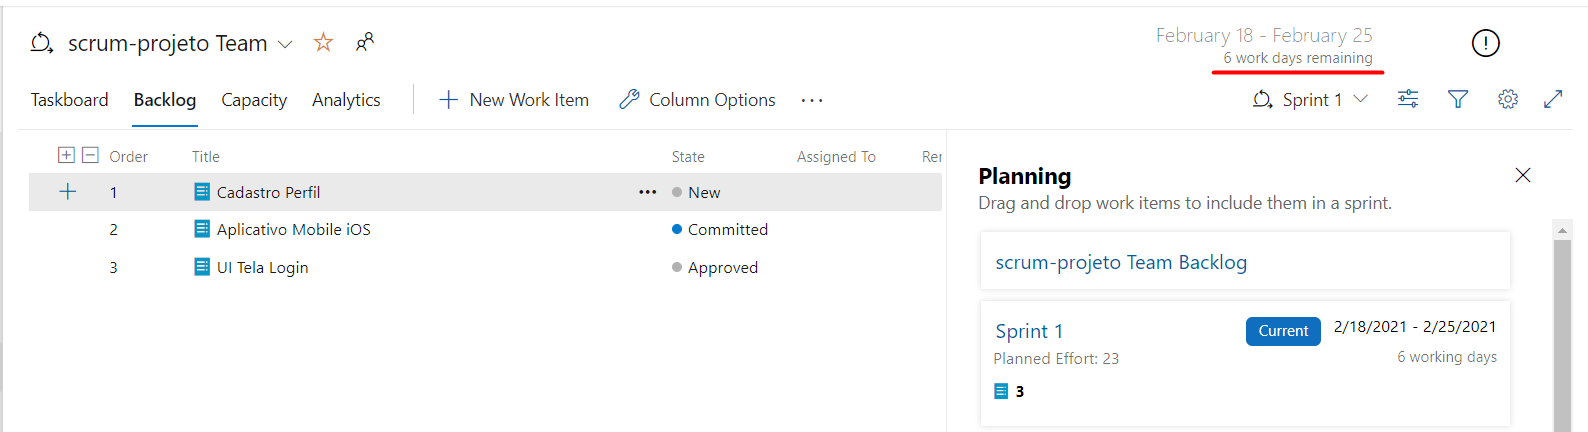 scrum-projeto Team
February 18 - February 25
6 work days remaining
Taskboard Backlog Capacity Analytics New Work Item Column Options Sprint 1
Order Title State Assigned To Rer
1 Cadastro Perfil New
2 Aplicativo Mobile iOS Committed
3 UI Tela Login Approved
Planning
Drag and drop work items to include them in a sprint.
scrum-projeto Team Backlog
Sprint 1 Current 2/18/2021 - 2/25/2021
Planned Effort: 23 6 working days
3